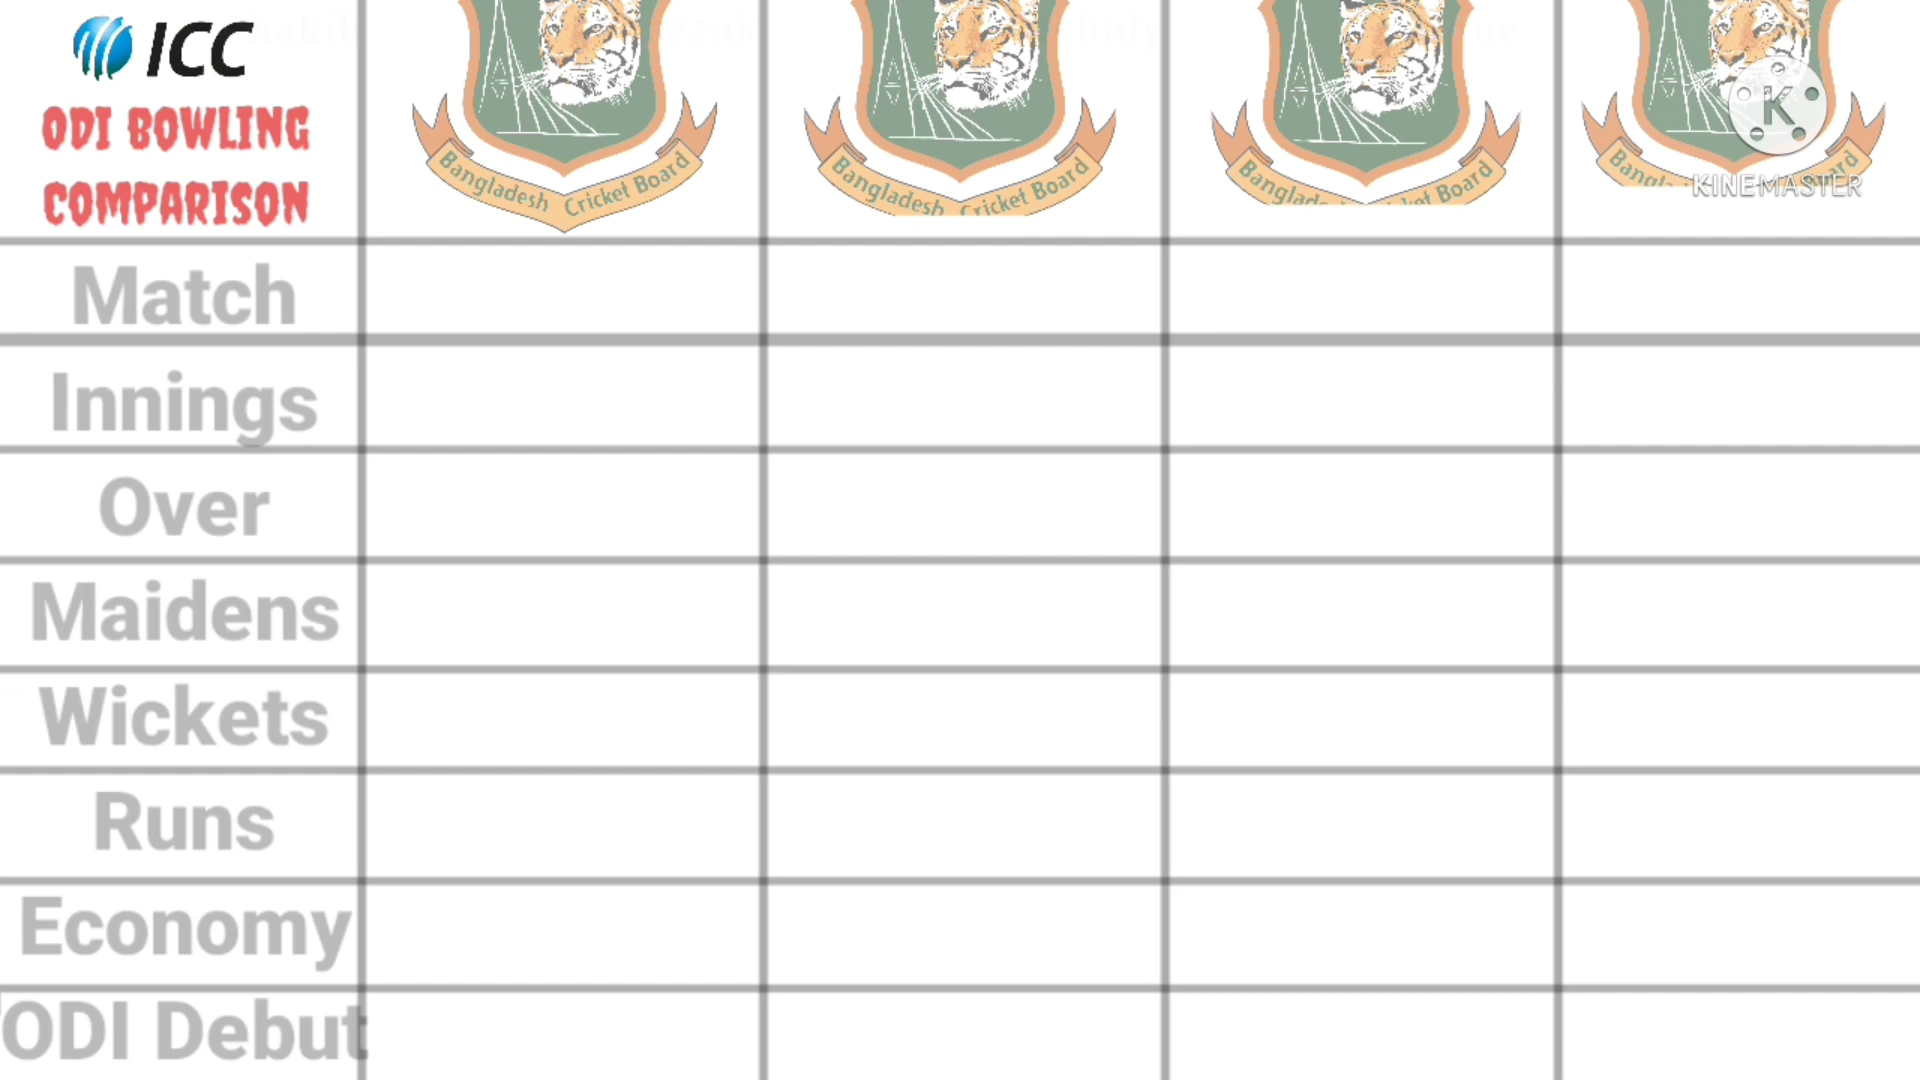 ICC
ODI BOWLING
COMPARISON
Bangladesh Cricket Board
Bangladesh Cricket Board
KINEMASTER
Match
Innings
Over
Maidens
Wickets
Runs
Economy
ODI Debut